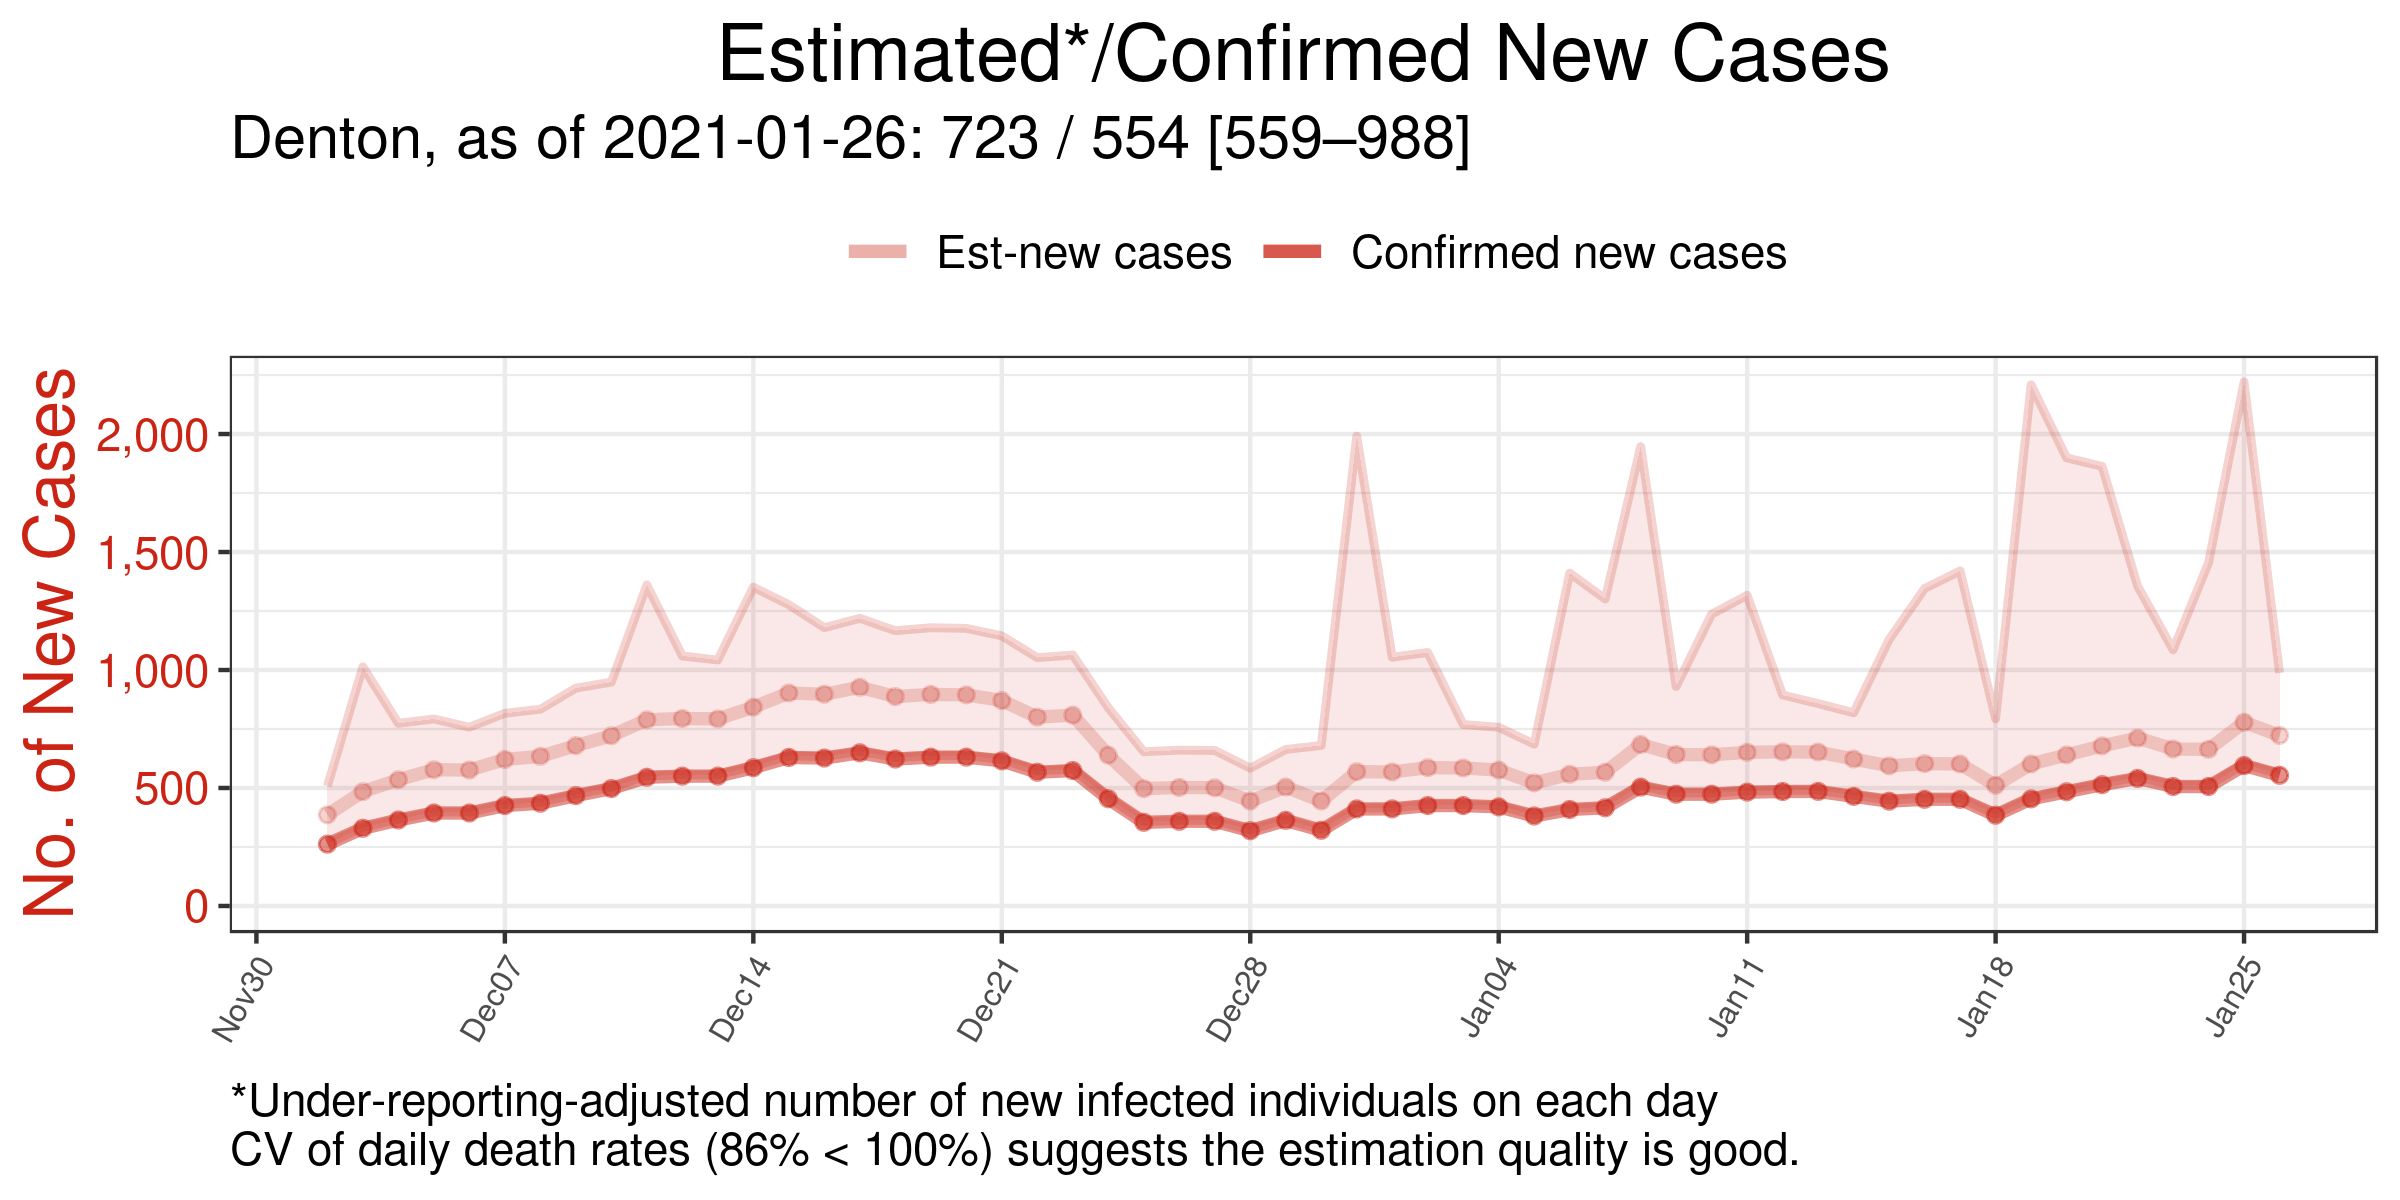 Estimated*/Confirmed New Cases
Denton, as of 2021-01-26: 723 / 554 [559–988]
Est-new cases
Confirmed new cases
No. of New Cases
2,000
1,500
1,000
500
0
Nov30
Dec07
Dec14
Dec21
Dec28
Jan04
Jan11
Jan18
Jan25
*Under-reporting-adjusted number of new infected individuals on each day
CV of daily death rates (86% < 100%) suggests the estimation quality is good.